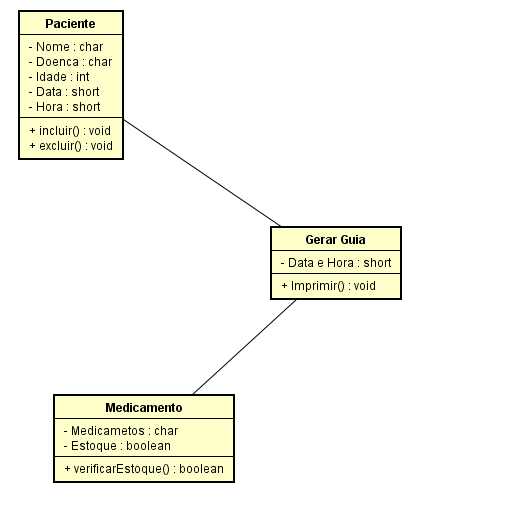 Paciente
- Nome : char
- Doenca : char
- Idade : int
- Data : short
- Hora : short
+ incluir() : void
+ excluir() : void
Gerar Guia
- Data e Hora : short
+ Imprimir() : void
Medicamento
- Medicametos : char
- Estoque : boolean
+ verificarEstoque() : boolean